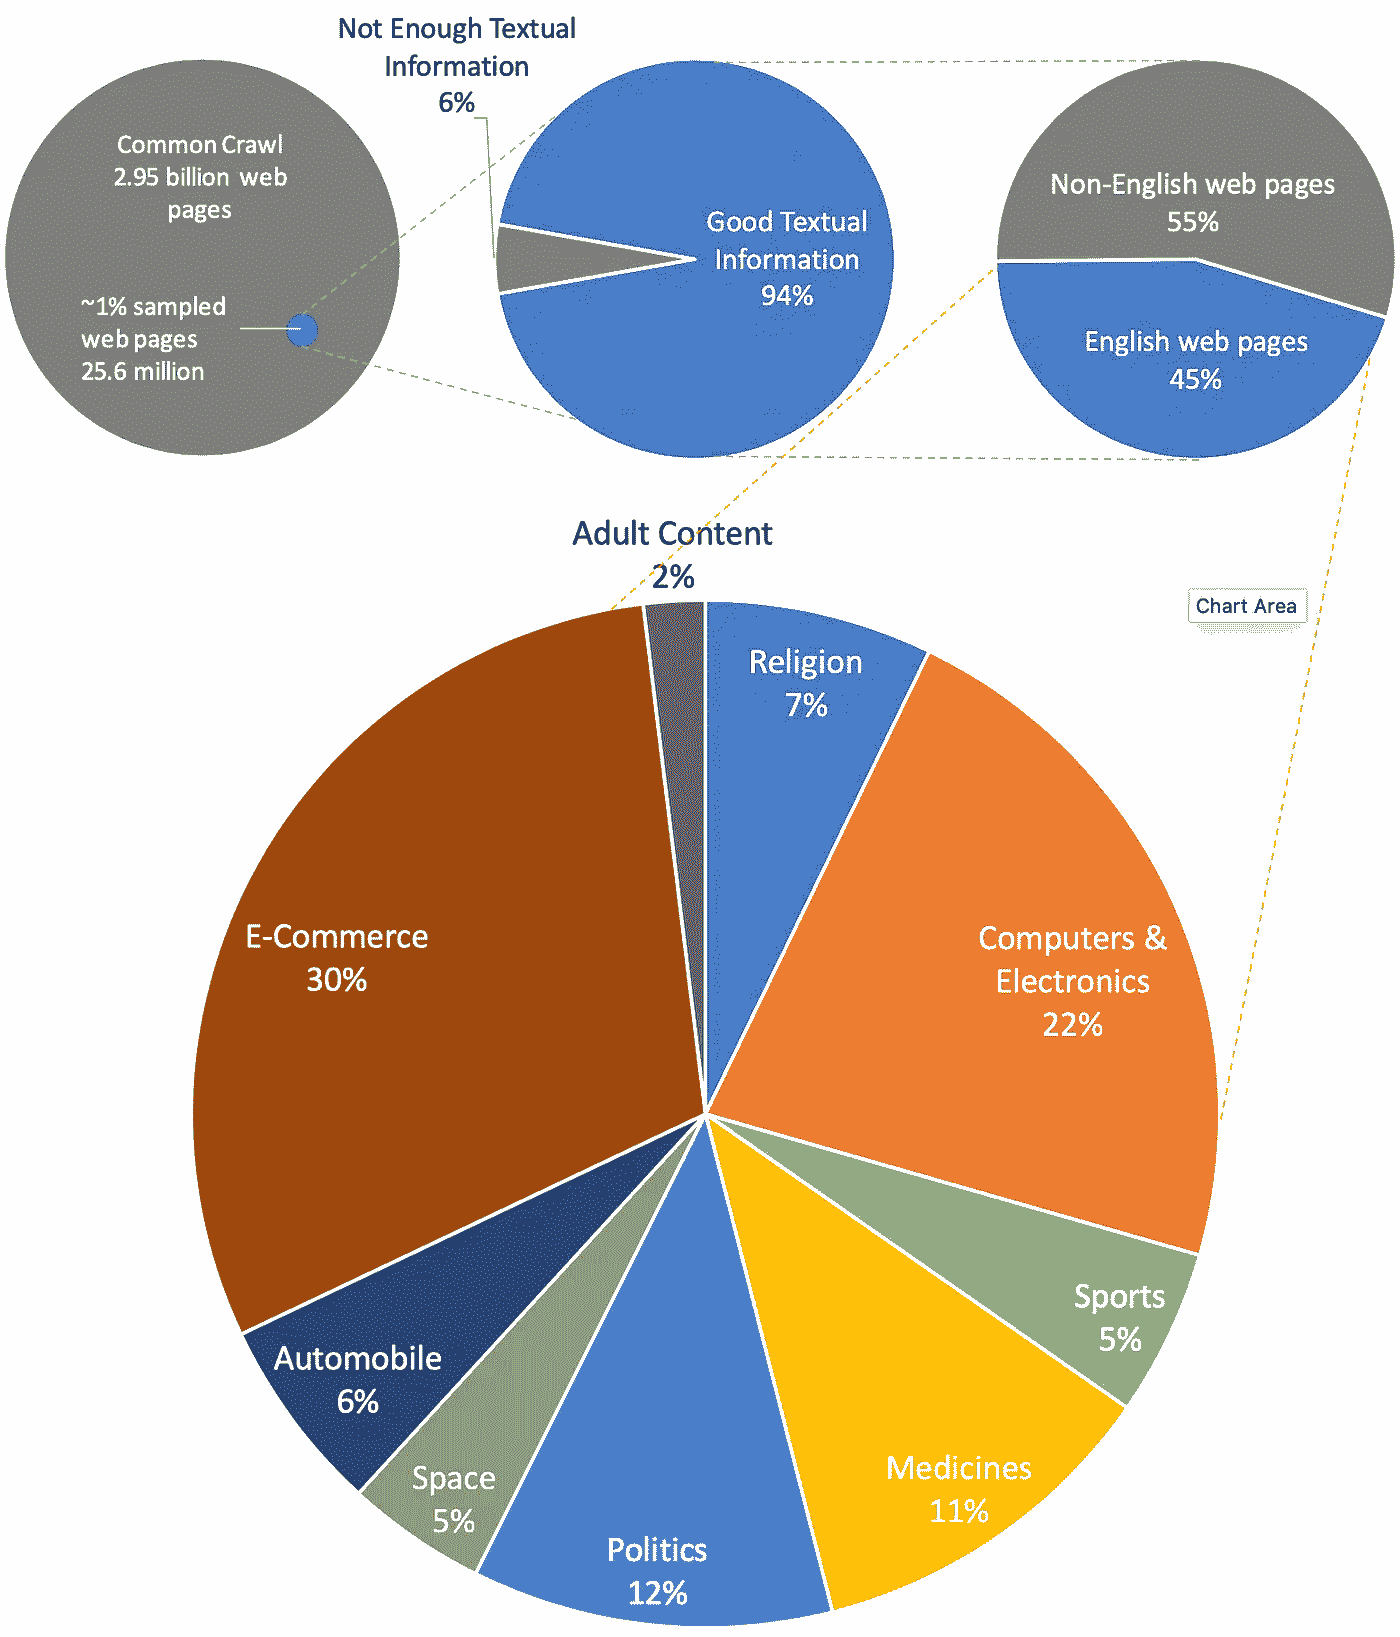 Not Enough Textual
Information
6%
Common Crawl
2.95 billion web
pages
~1% sampled
web pages
25.6 million
Good Textual
Information
94%
Non-English web pages
55%
English web pages
45%
Adult Content
2%
Chart Area
Religion
7%
E-Commerce
30%
Computers &
Electronics
22%
Sports
5%
Automobile
6%
Space
5%
Medicines
11%
Politics
12%